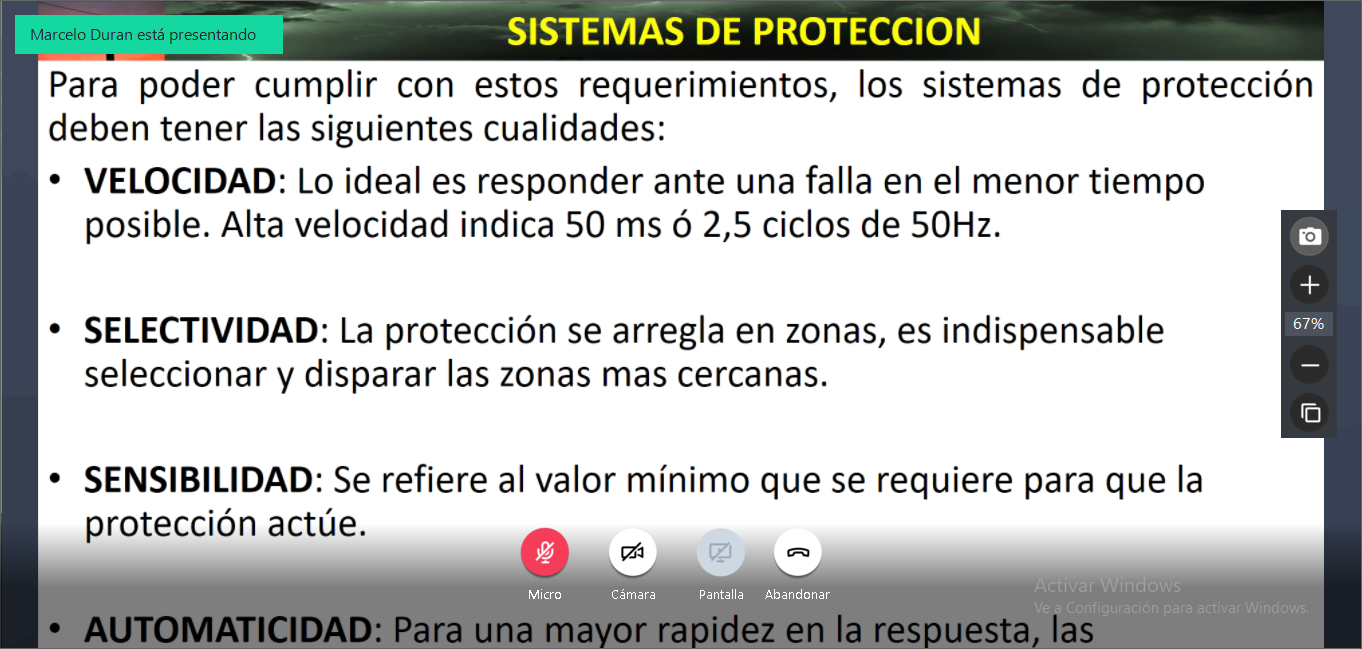 Marcelo Duran está presentando
SISTEMAS DE PROTECCION
Para poder cumplir con estos requerimientos, los sistemas de protección
deben tener las siguientes cualidades:
• VELOCIDAD: Lo ideal es responder ante una falla en el menor tiempo
posible. Alta velocidad indica 50 ms ó 2,5 ciclos de 50Hz.
• SELECTIVIDAD: La protección se arregla en zonas, es indispensable
seleccionar y disparar las zonas mas cercanas.
67%
• SENSIBILIDAD: Se refiere al valor mínimo que se requiere para que la
protección actúe.
Micro
Cámara
Pantalla
Abandonar
Activar Windows
Ve a Configuración para activar Windows.
• AUTOMATICIDAD: Para una mayor rapidez en la respuesta, las